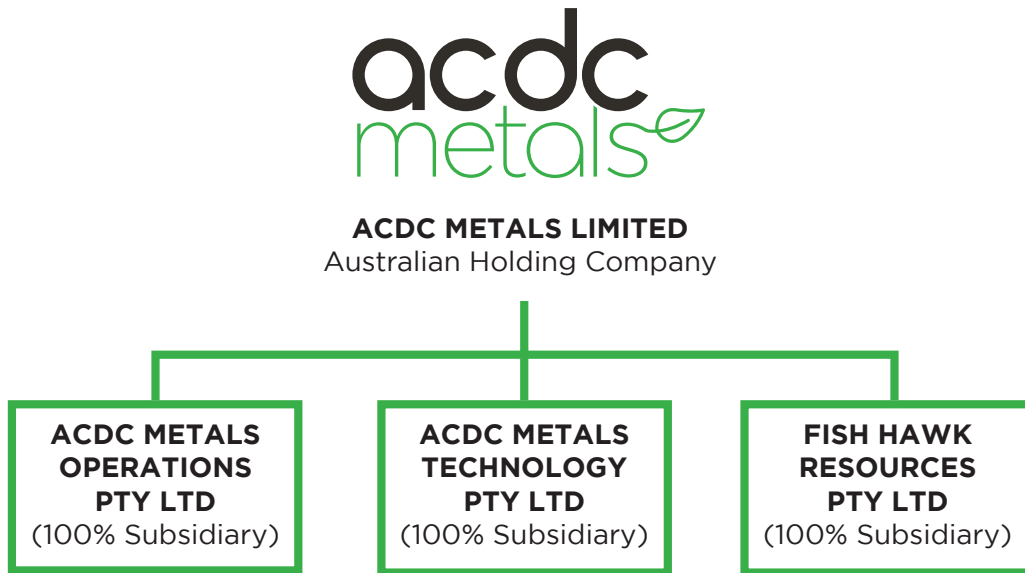 acdc
metals
ACDC METALS LIMITED
Australian Holding Company
ACDC METALS
OPERATIONS
PTY LTD
(100% Subsidiary)
ACDC METALS
TECHNOLOGY
PTY LTD
(100% Subsidiary)
FISH HAWK
RESOURCES
PTY LTD
(100% Subsidiary)